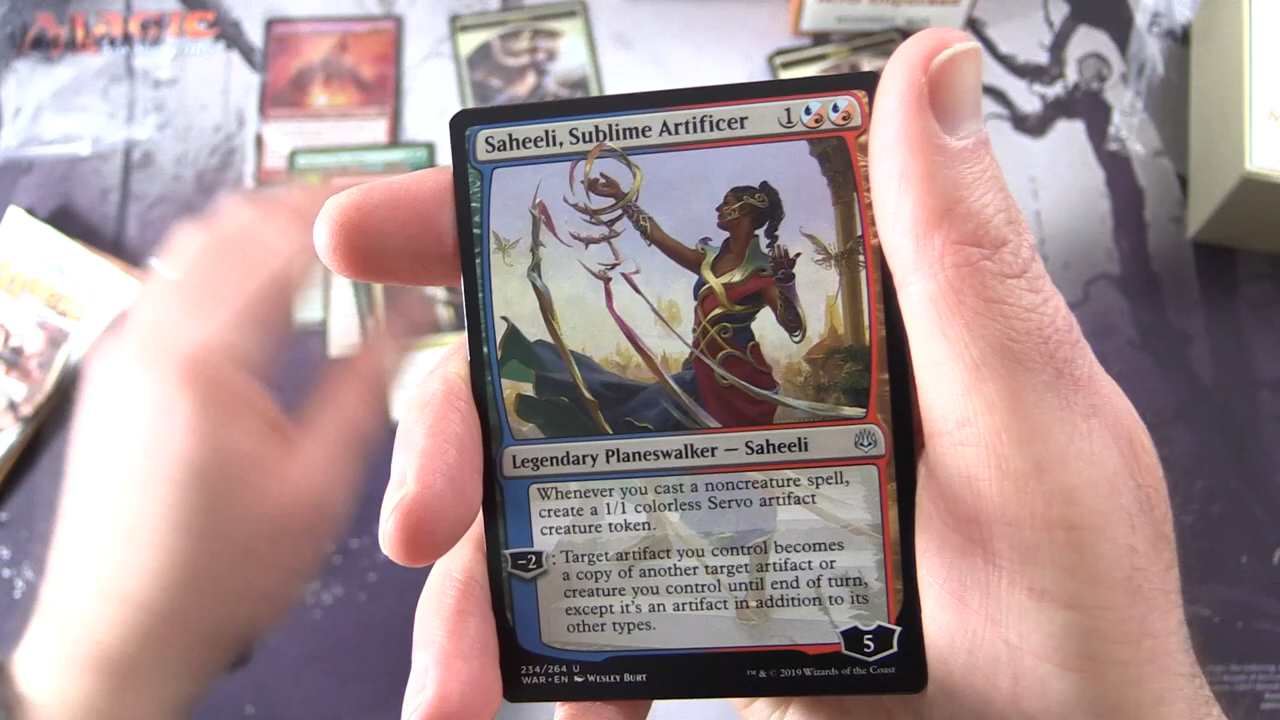 MAGIC
Saheeli, Sublime Artificer 1
Legendary Planeswalker — Saheeli
Whenever you cast a noncreature spell,
create a 1/1 colorless Servo artifact
creature token.
−2 : Target artifact you control becomes
a copy of another target artifact or
creature you control until end of turn,
except it's an artifact in addition to its
other types.
5
234/264 U
WAR • EN Wesley Burt
™ & © 2019 Wizards of the Coast